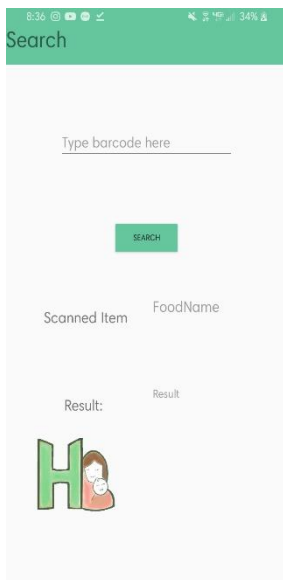 8:36
34%
Search
Type barcode here
SEARCH
FoodName
Scanned Item
Result
Result:
H